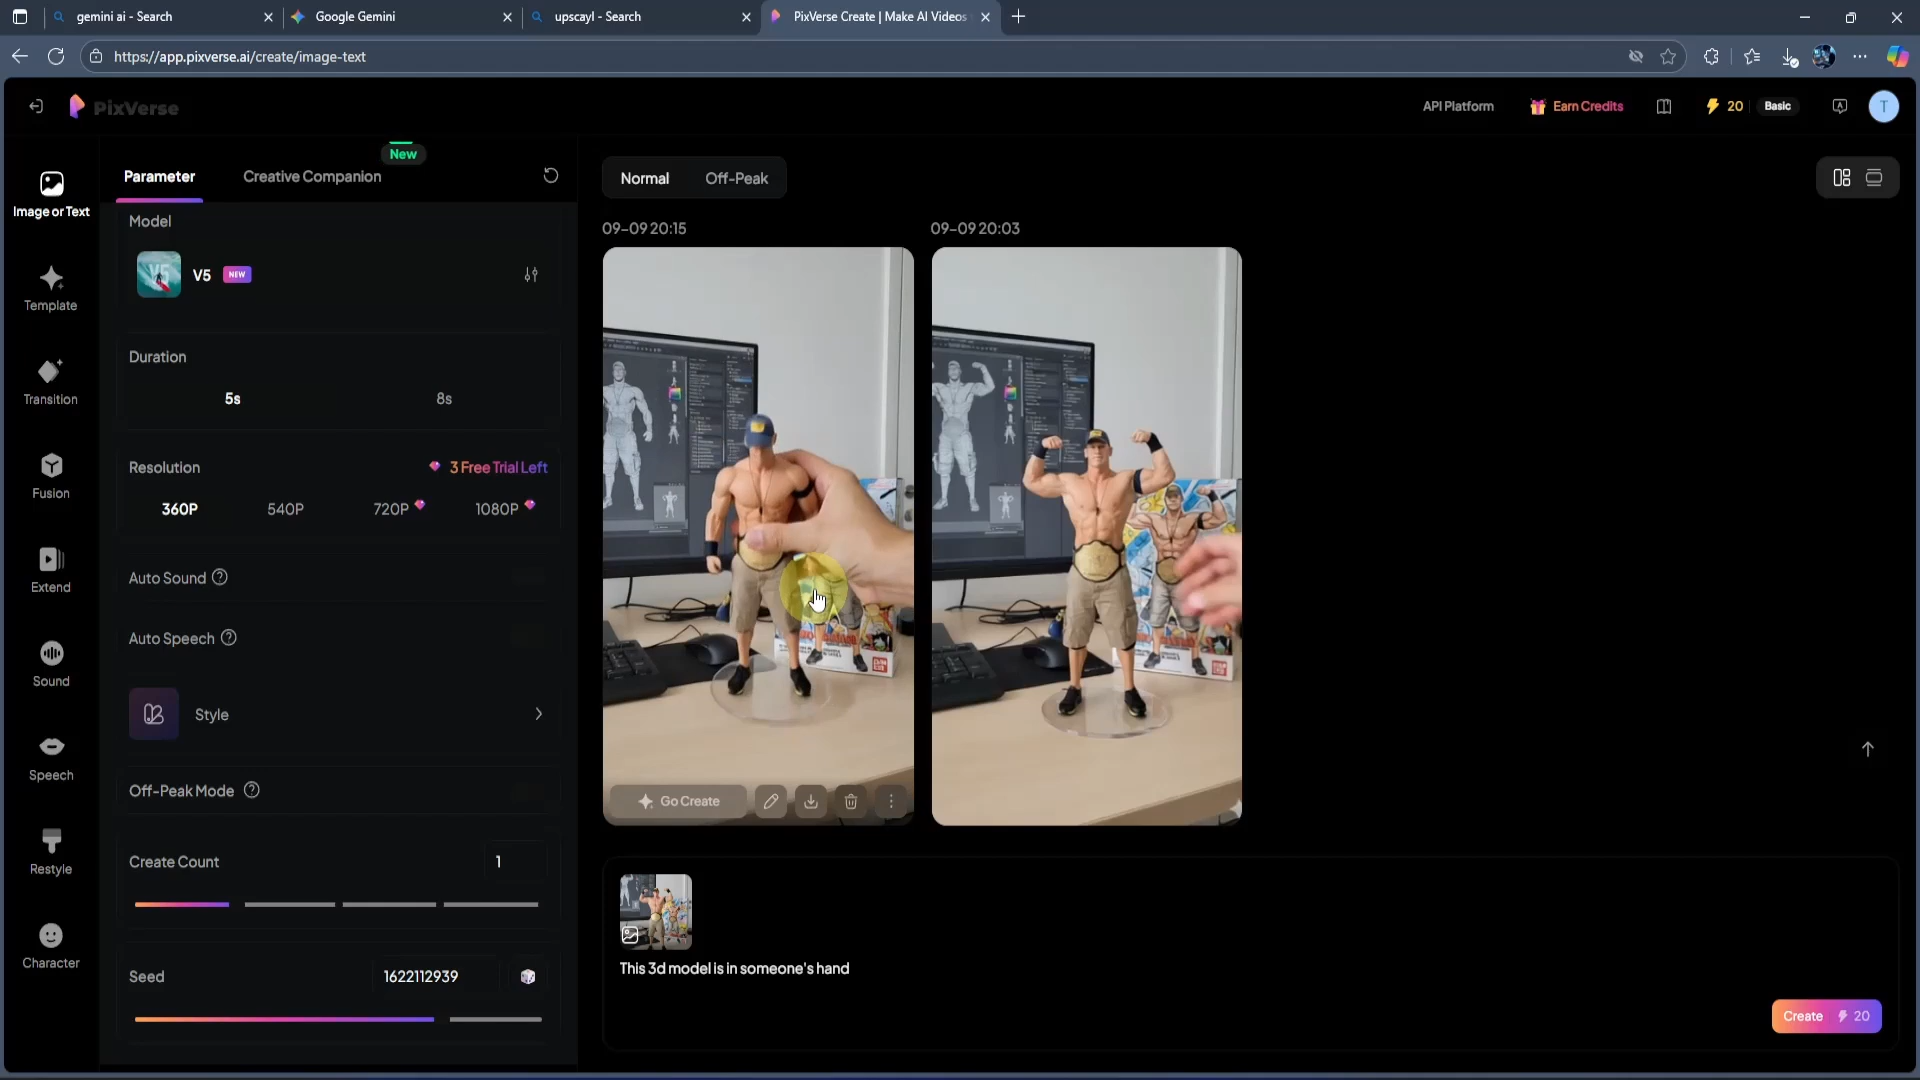 gemini ai - Search
Google Gemini
upscayl - Search
PixVerse Create | Make AI Videos
https://app.pixverse.ai/create/image-text
PixVerse
API Platform
Earn Credits
20
Basic
T
Image or Text
Template
Transition
Fusion
Extend
Sound
Speech
Restyle
Character
Parameter
Creative Companion
New
Model
V5
V5 NEW
Duration
5s
8s
Resolution
3 Free Trial Left
360P
540P
720P
1080P
Auto Sound ?
Auto Speech ?
Style
Off-Peak Mode ?
Create Count
1
Seed
1622112939
Normal
Off-Peak
09-09 20:15
09-09 20:03
Go Create
This 3d model is in someone's hand
Create 20